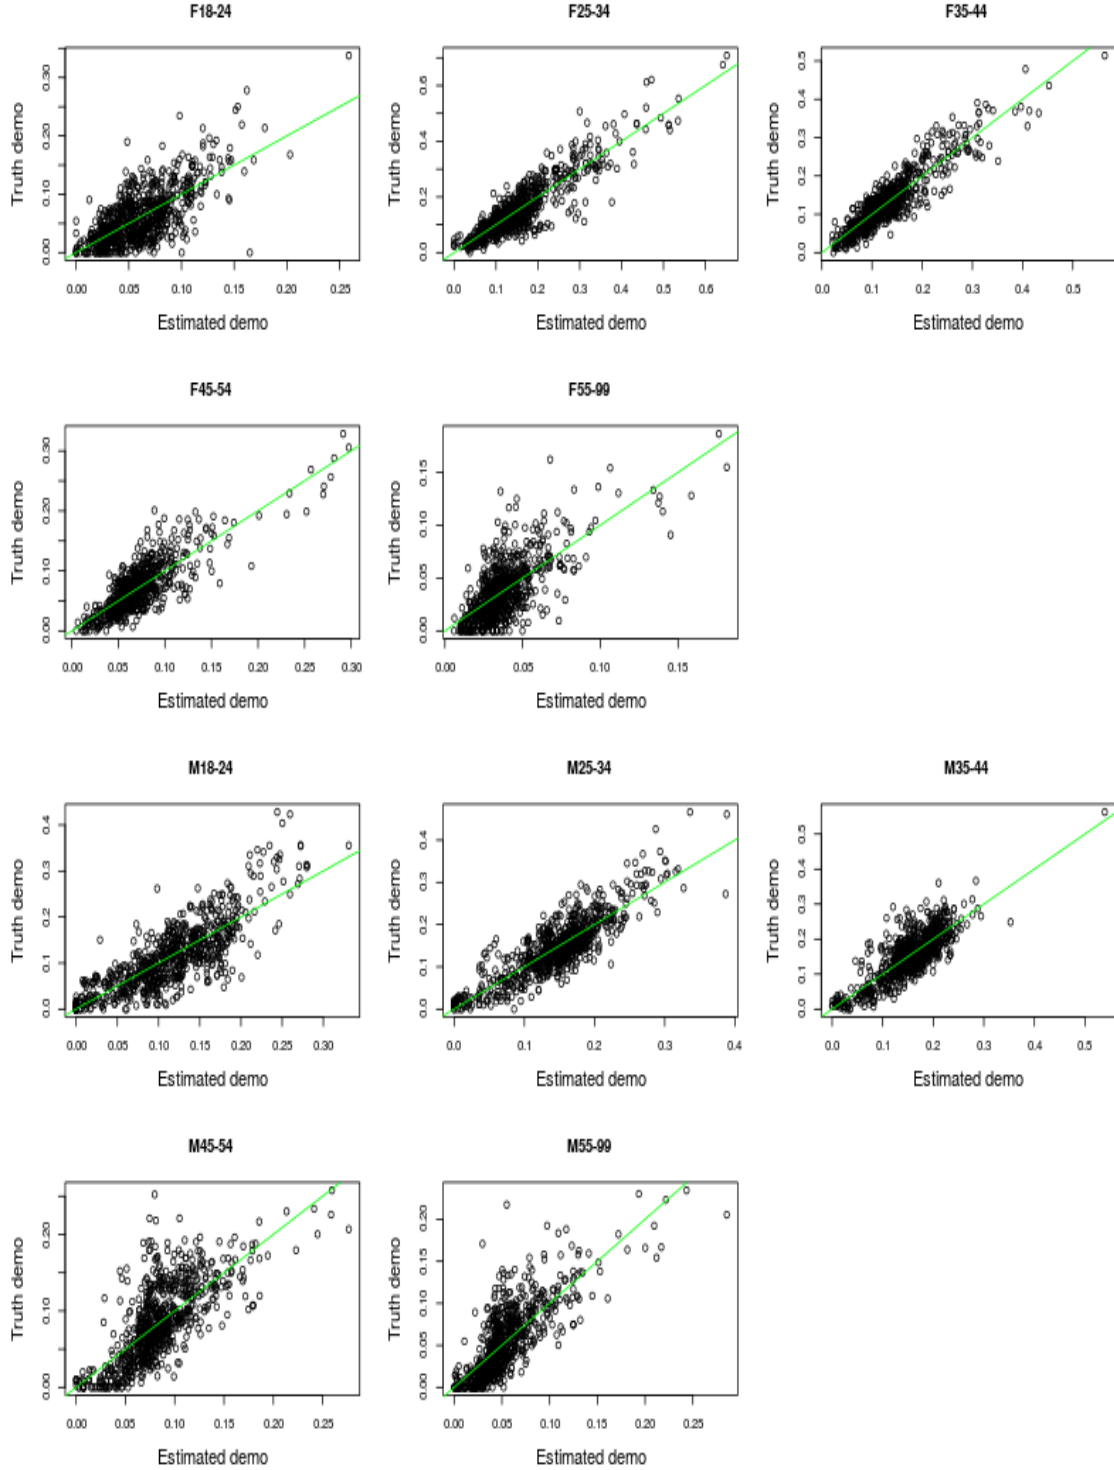 F18-24
F25-34
F35-44
Truth demo
0.00 0.10 0.20 0.30
0.00 0.05 0.10 0.15 0.20 0.25
Estimated demo
Truth demo
0.0 0.2 0.4 0.6
0.0 0.1 0.2 0.3 0.4 0.5 0.6
Estimated demo
Truth demo
0.0 0.1 0.2 0.3 0.4 0.5
0.0 0.1 0.2 0.3 0.4 0.5
Estimated demo
F45-54
F55-99
Truth demo
0.00 0.10 0.20 0.30
0.00 0.05 0.10 0.15 0.20 0.25 0.30
Estimated demo
Truth demo
0.00 0.05 0.10 0.15
0.00 0.05 0.10 0.15
Estimated demo
M18-24
M25-34
M35-44
Truth demo
0.0 0.1 0.2 0.3 0.4
0.00 0.05 0.10 0.15 0.20 0.25 0.30
Estimated demo
Truth demo
0.0 0.1 0.2 0.3 0.4
0.0 0.1 0.2 0.3 0.4
Estimated demo
Truth demo
0.0 0.1 0.2 0.3 0.4 0.5
0.0 0.1 0.2 0.3 0.4 0.5
Estimated demo
M45-54
M55-99
Truth demo
0.00 0.10 0.20
0.00 0.05 0.10 0.15 0.20 0.25
Estimated demo
Truth demo
0.00 0.05 0.10 0.15 0.20
0.00 0.05 0.10 0.15 0.20 0.25
Estimated demo